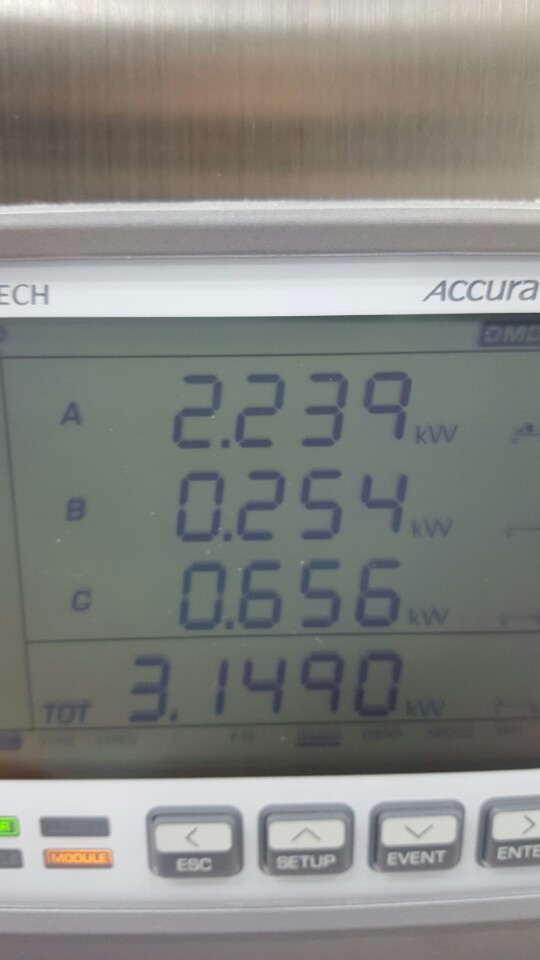 ECH
Accura
DMD
A 2.239 kW
B 0.254 kW
C 0.656 kW
TOT 3.1490 kW
MODULE
ESC
SETUP
EVENT
ENTE